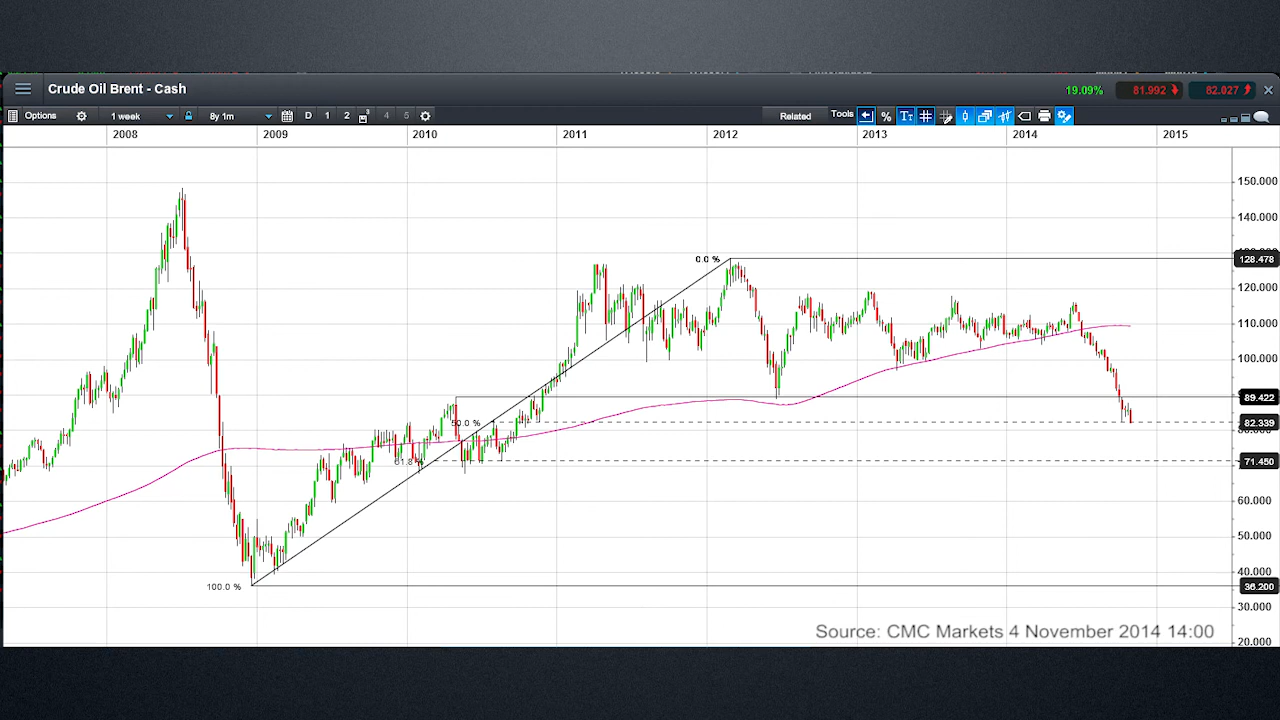 Crude Oil Brent - Cash
19.09% 81.992 82.027
Options 1 week 8y 1m D 1 2 3 4 5 Related Tools %
2008 2009 2010 2011 2012 2013 2014 2015
150.000
140.000
0.0 % 128.478
120.000
110.000
100.000
89.422
50.0 % 82.339
71.450
60.000
50.000
40.000
100.0 % 36.200
30.000
Source: CMC Markets 4 November 2014 14:00
20.000